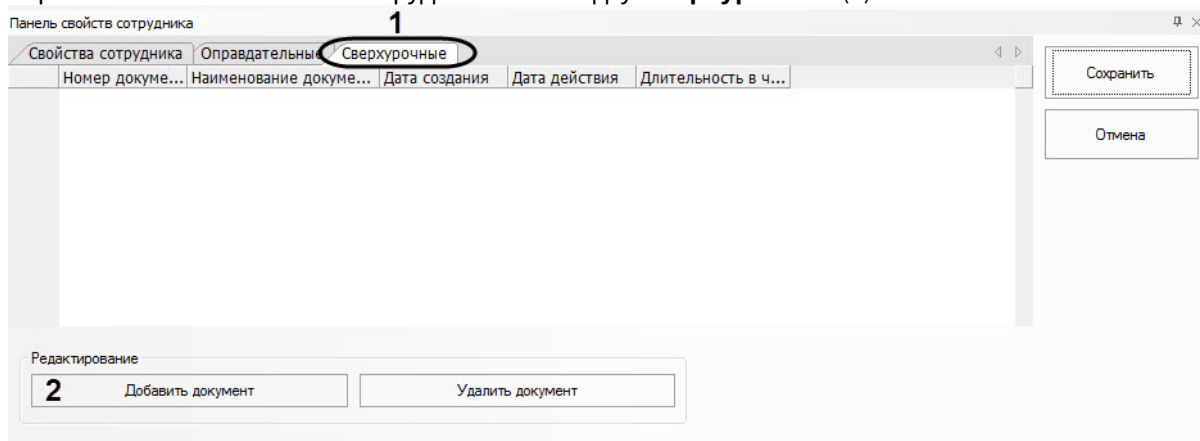 1
Панель свойств сотрудника
Свойства сотрудника Оправдательные Сверхурочные
Номер докуме... Наименование докуме... Дата создания Дата действия Длительность в ч...
Сохранить
Отмена
Редактирование
2 Добавить документ Удалить документ